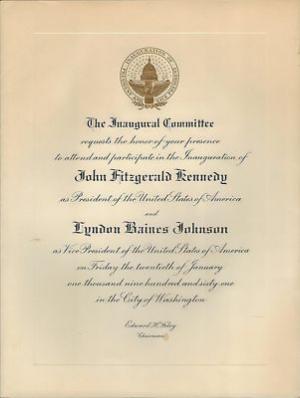 The Inaugural Committee
requests the honor of your presence
to attend and participate in the Inauguration of
John Fitzgerald Kennedy
as President of the United States of America
and
Lyndon Baines Johnson
as Vice President of the United States of America
on Friday the twentieth of January
one thousand nine hundred and sixty one
in the City of Washington
Edward H. Foley
Chairman